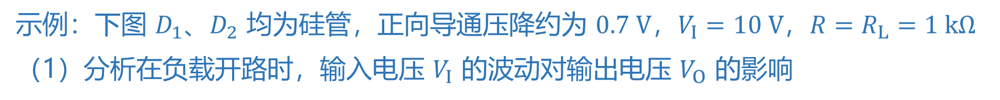 示例：下图 D₁、D₂ 均为硅管，正向导通压降约为 0.7 V，V_I = 10 V，R = R_L = 1 kΩ
（1）分析在负载开路时，输入电压 V_I 的波动对输出电压 V_O 的影响